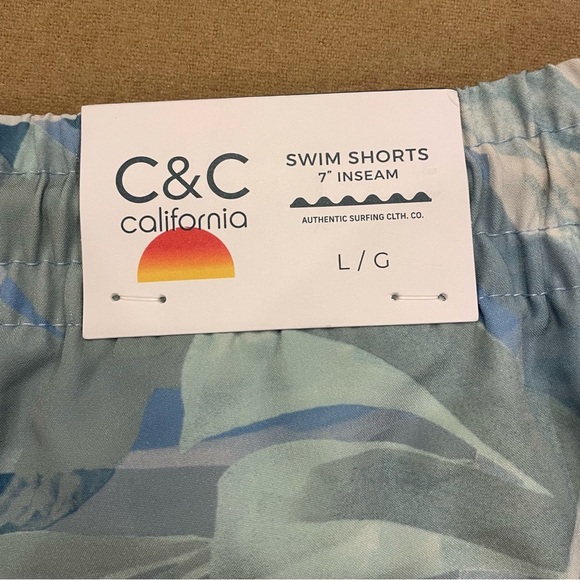 C&C
california
SWIM SHORTS
7" INSEAM
AUTHENTIC SURFING CLTH. CO.
L / G